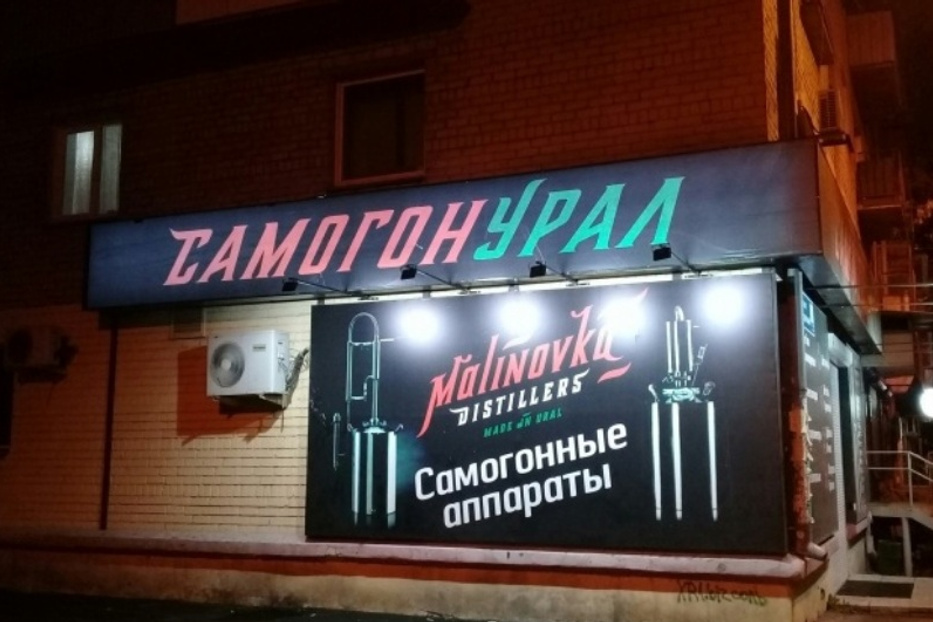 САМОГОНУРАЛ
Malinovka
DISTILLERS
MADE IN URAL
Самогонные
аппараты